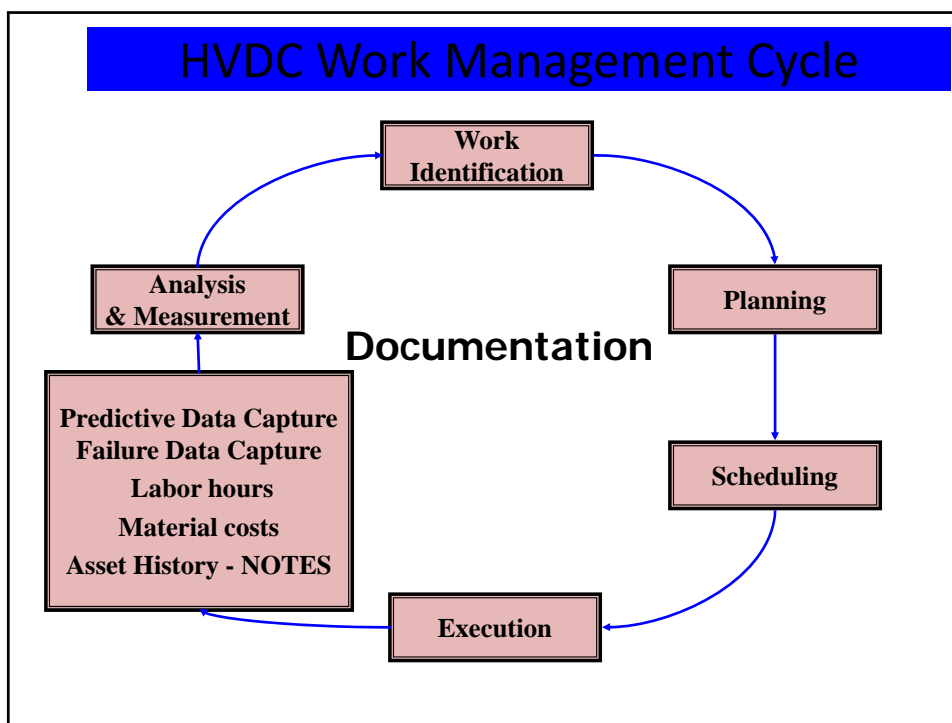 HVDC Work Management Cycle
Work
Identification
Analysis
& Measurement
Planning
Documentation
Predictive Data Capture
Failure Data Capture
Labor hours
Material costs
Asset History - NOTES
Scheduling
Execution